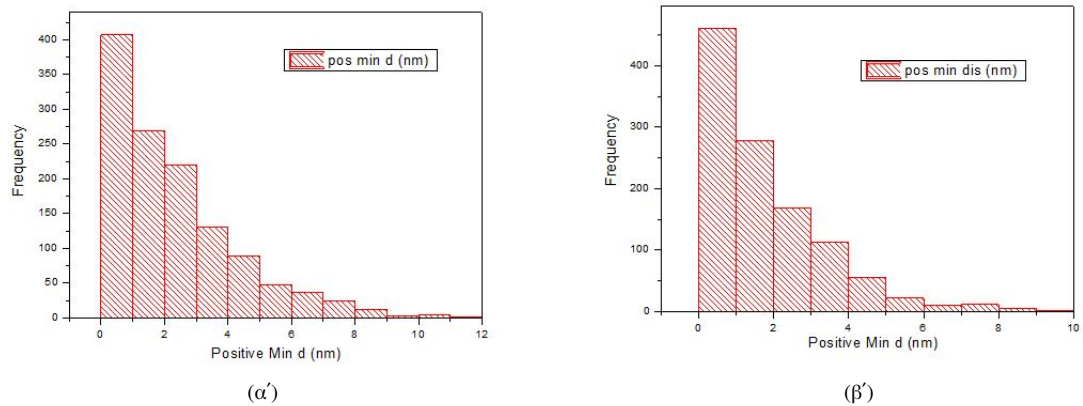 400
350
300
250
200
150
100
50
0
Frequency
pos min d (nm)
0 2 4 6 8 10 12
Positive Min d (nm)
(α′)
400
300
200
100
0
Frequency
pos min dis (nm)
0 2 4 6 8 10
Positive Min d (nm)
(β′)